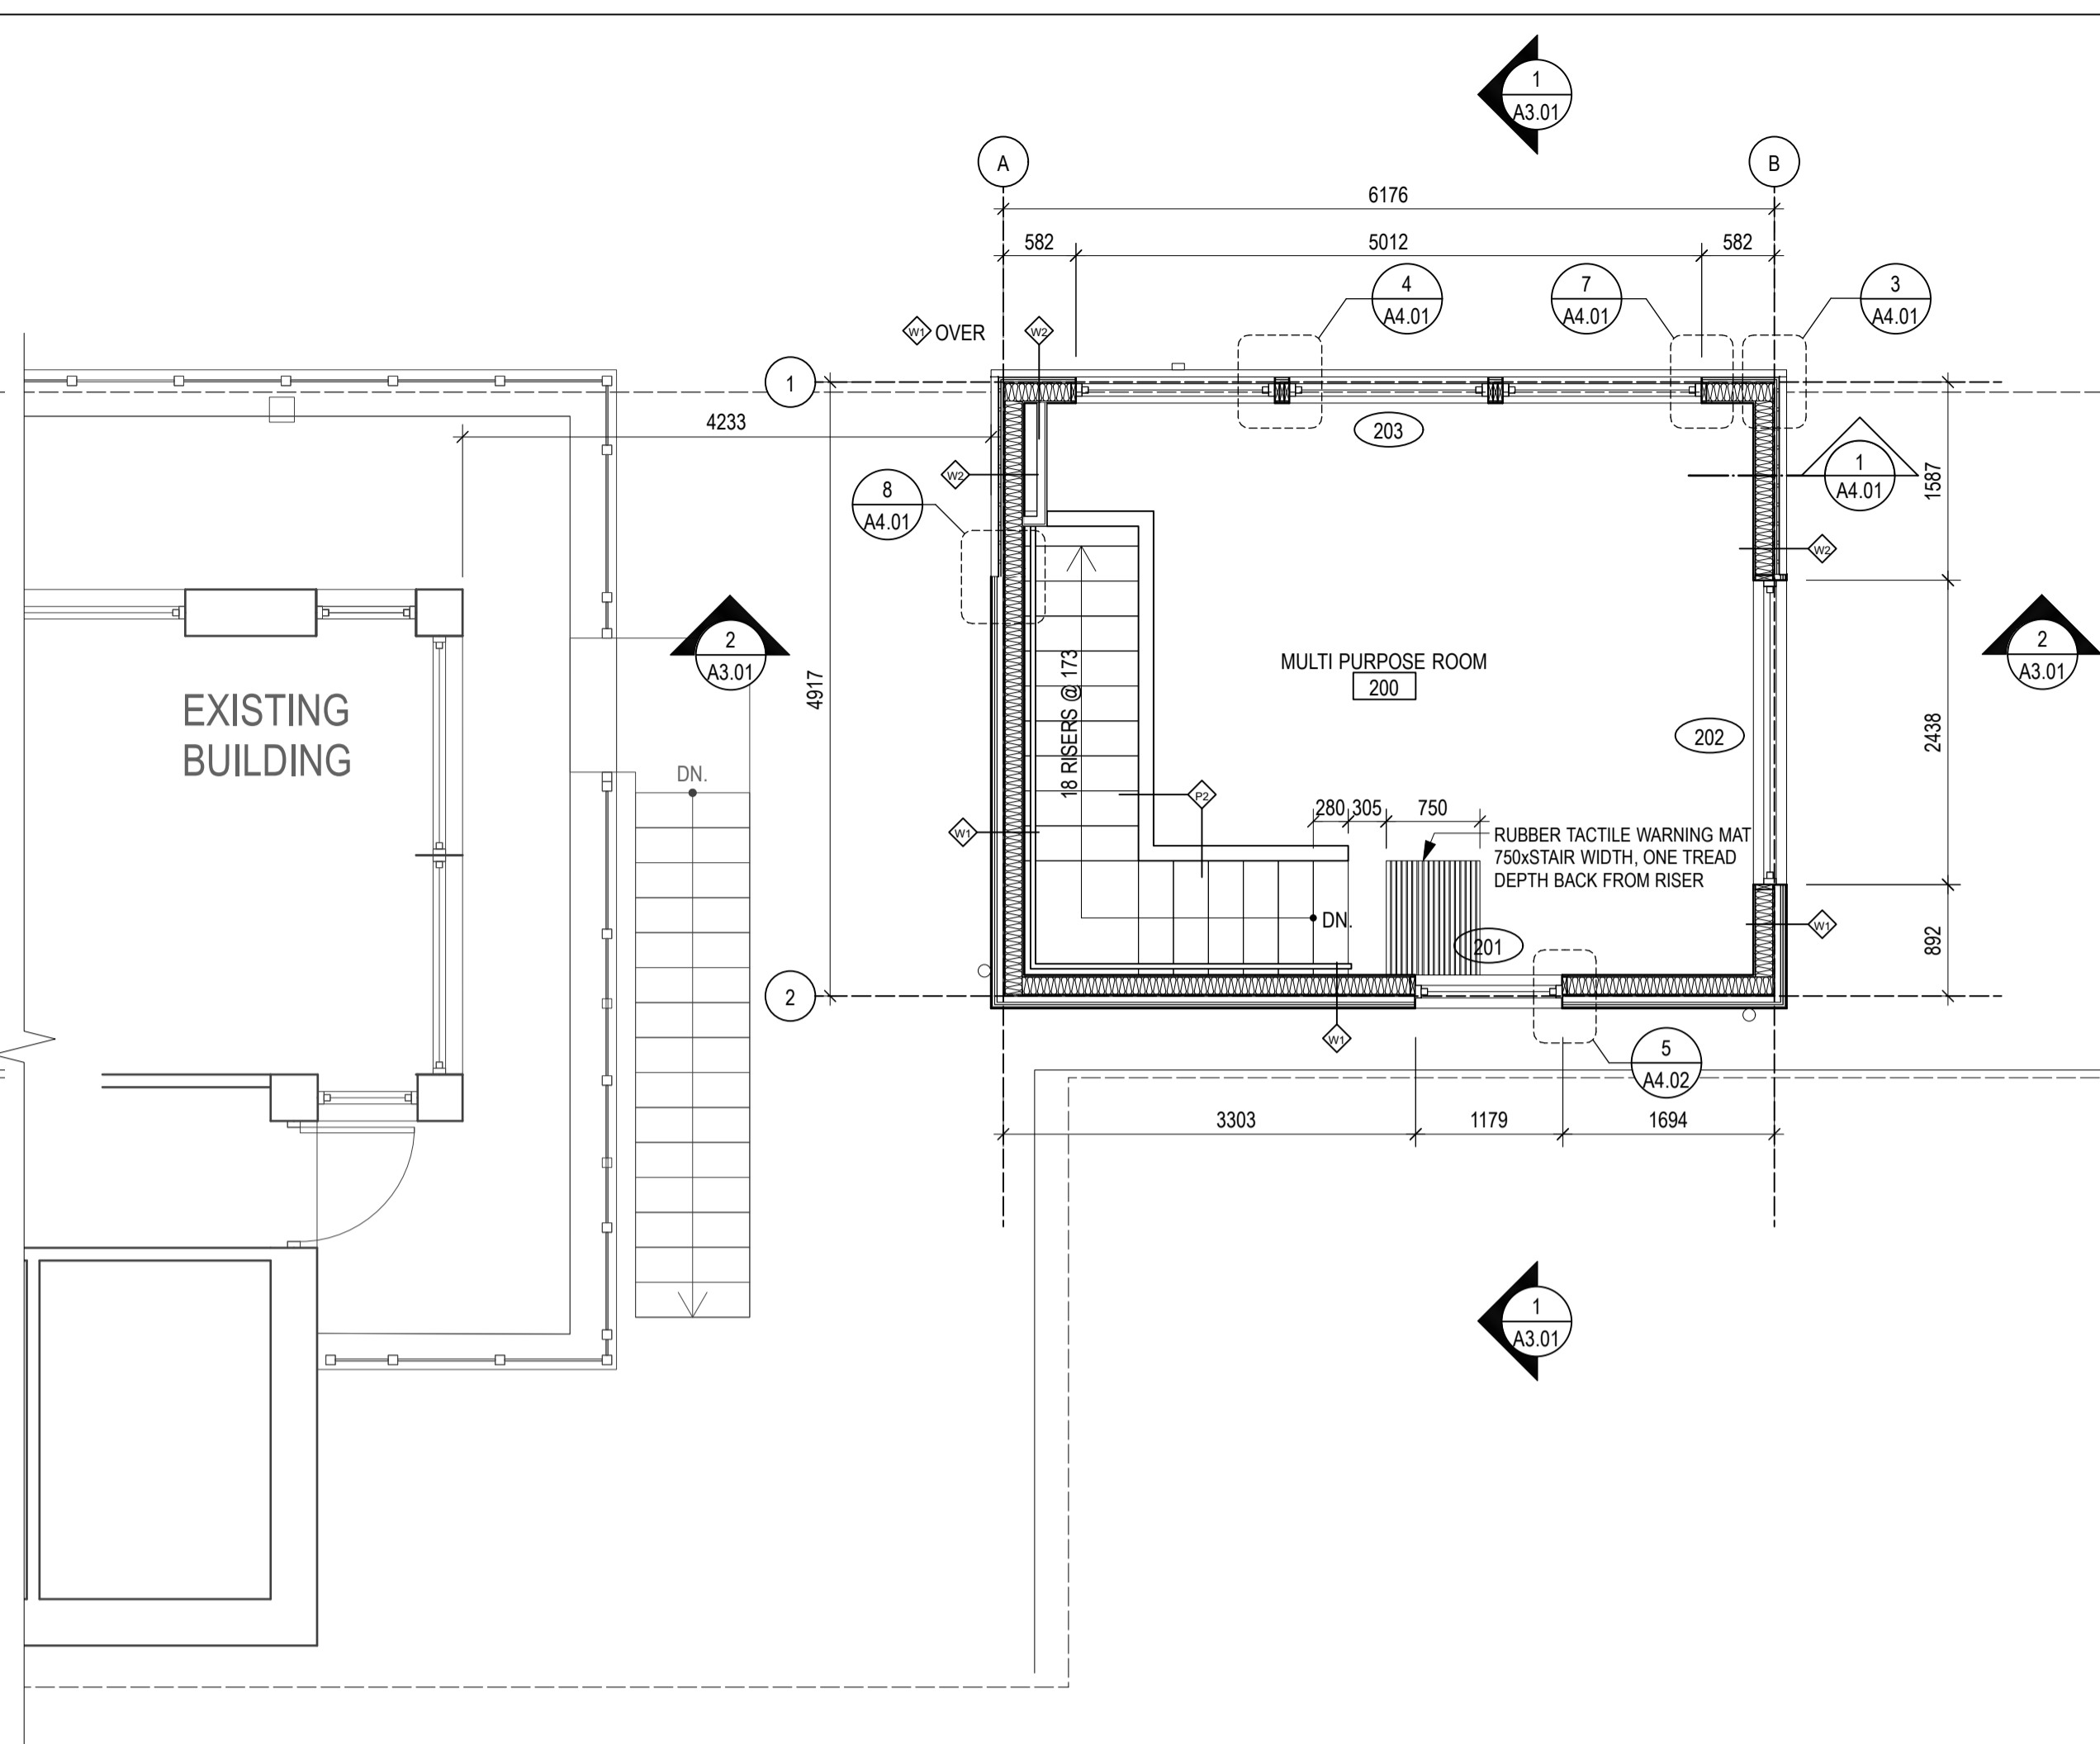 1
A3.01
A
B
6176
582
5012
582
4
A4.01
7
A4.01
3
A4.01
W1 OVER
W2
1
4233
203
W2
8
A4.01
1
A4.01
1587
W2
2
A3.01
4917
18 RISERS @ 173
MULTI PURPOSE ROOM
200
2
A3.01
EXISTING
BUILDING
202
2438
DN.
P2
280
305
750
W1
RUBBER TACTILE WARNING MAT
750xSTAIR WIDTH, ONE TREAD
DEPTH BACK FROM RISER
DN.
201
W1
892
2
W1
5
A4.02
3303
1179
1694
1
A3.01